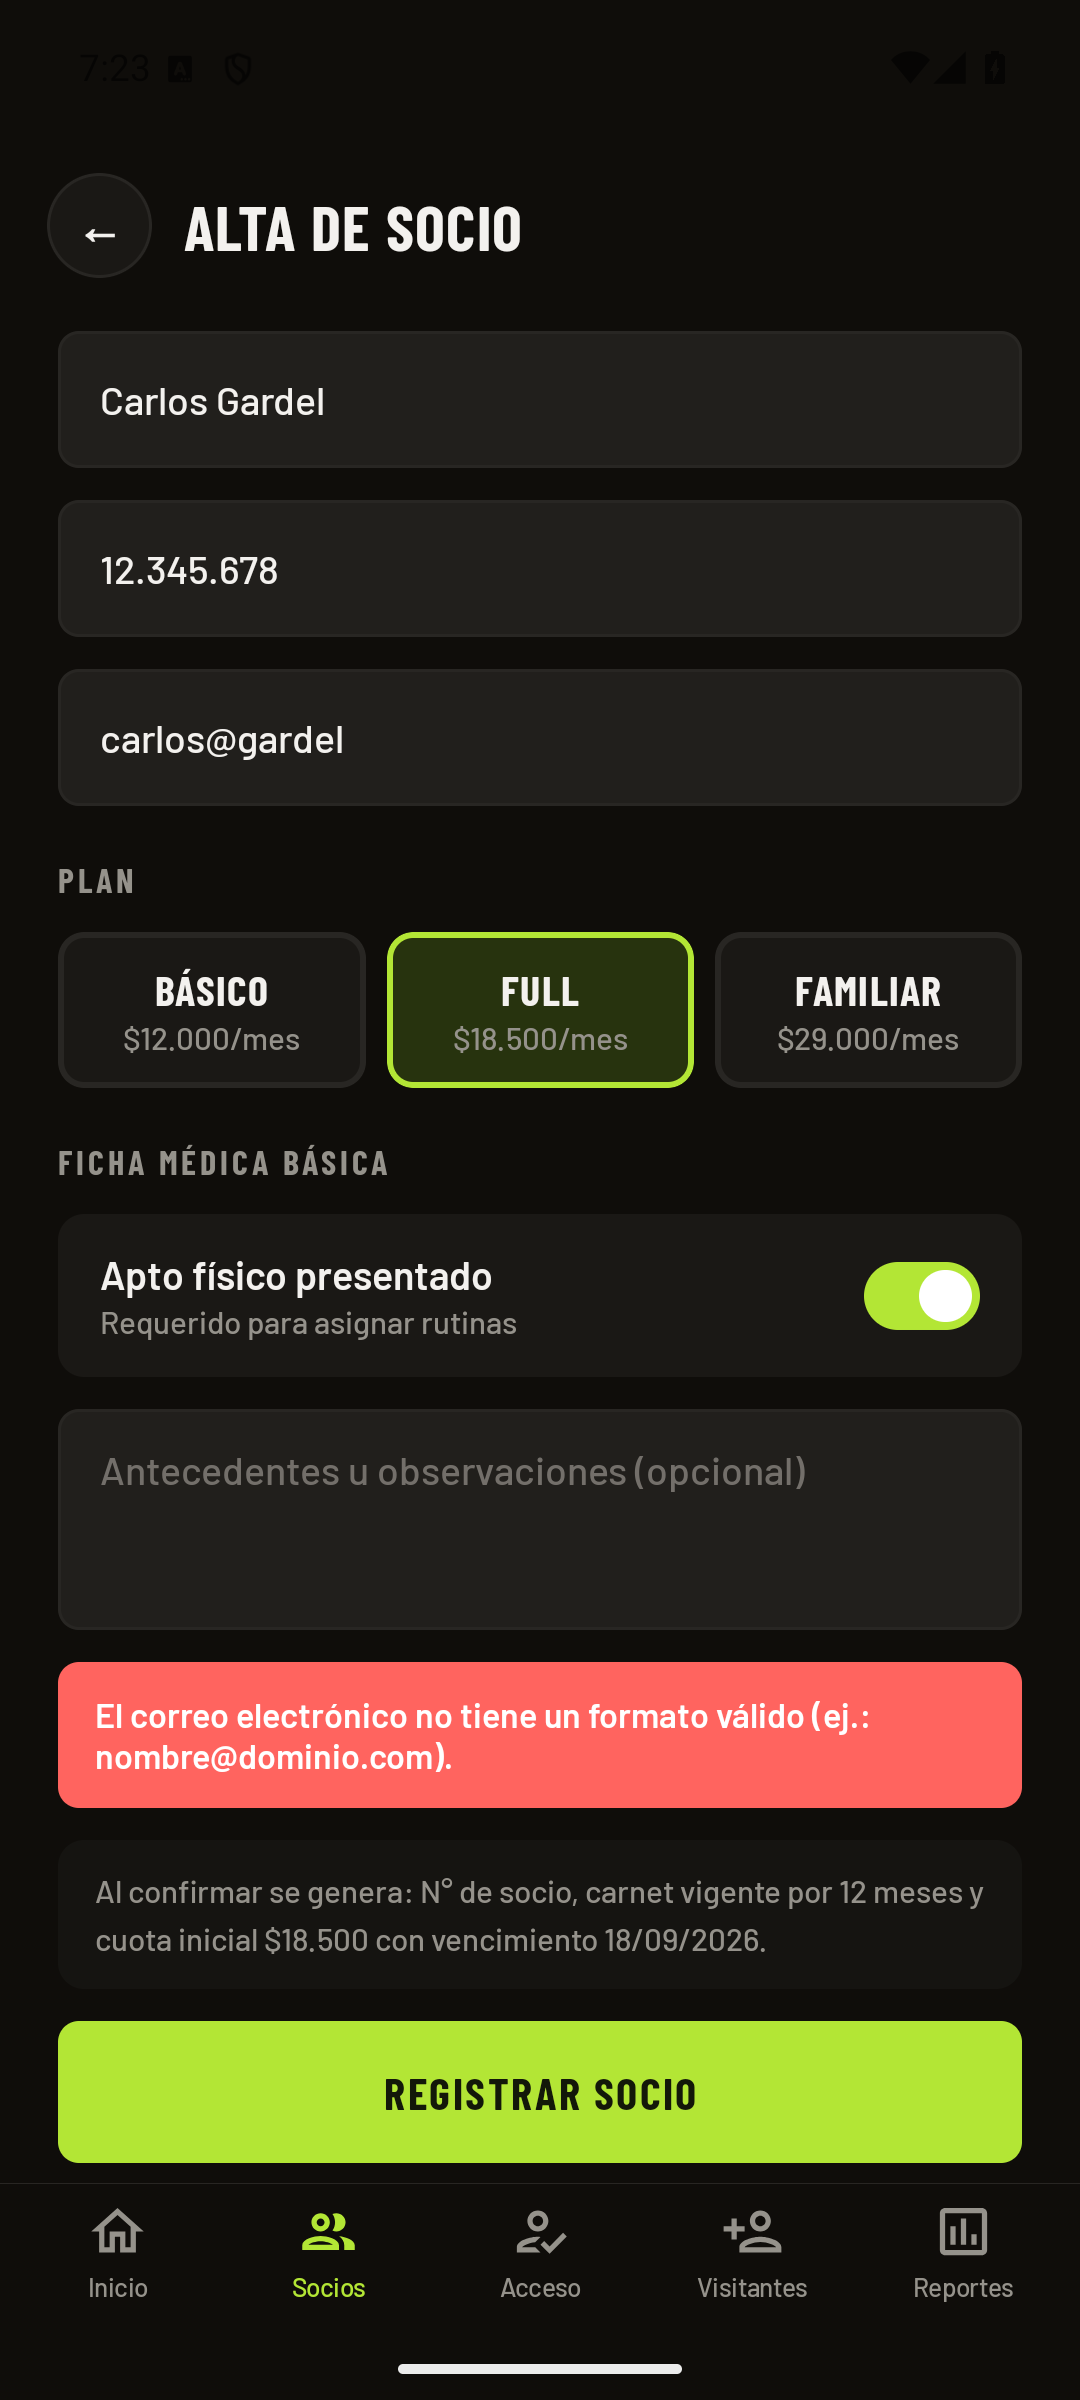 7:23
←
ALTA DE SOCIO
Carlos Gardel
12.345.678
carlos@gardel
PLAN
BÁSICO
$12.000/mes
FULL
$18.500/mes
FAMILIAR
$29.000/mes
FICHA MÉDICA BÁSICA
Apto físico presentado
Requerido para asignar rutinas
Antecedentes u observaciones (opcional)
El correo electrónico no tiene un formato válido (ej.:
nombre@dominio.com).
Al confirmar se genera: N° de socio, carnet vigente por 12 meses y
cuota inicial $18.500 con vencimiento 18/09/2026.
REGISTRAR SOCIO
Inicio
Socios
Acceso
Visitantes
Reportes